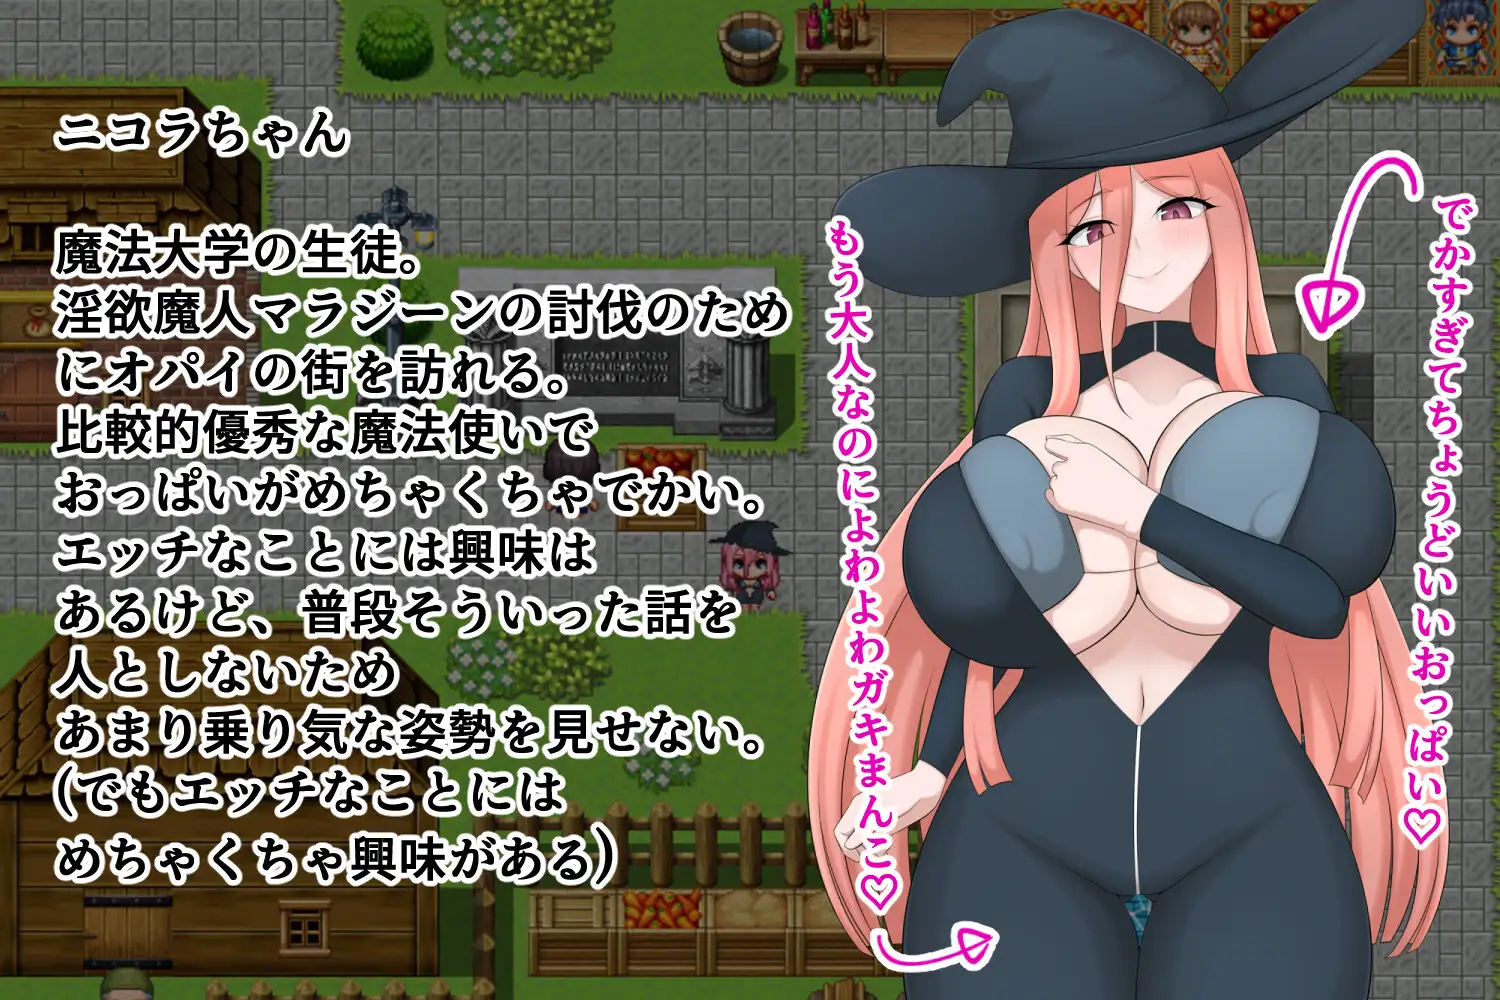 ニコラちゃん
魔法大学の生徒。
淫欲魔人マラジーンの討伐のため
にオパイの街を訪れる。
比較的優秀な魔法使いで
おっぱいがめちゃくちゃでかい。
エッチなことには興味は
あるけど、普段そういった話を
人としないため
あまり乗り気な姿勢を見せない。
(でもエッチなことには
めちゃくちゃ興味がある)
でかすぎてちょうどいいおっぱい♡
もう大人なのによわよわガキまんこ♡